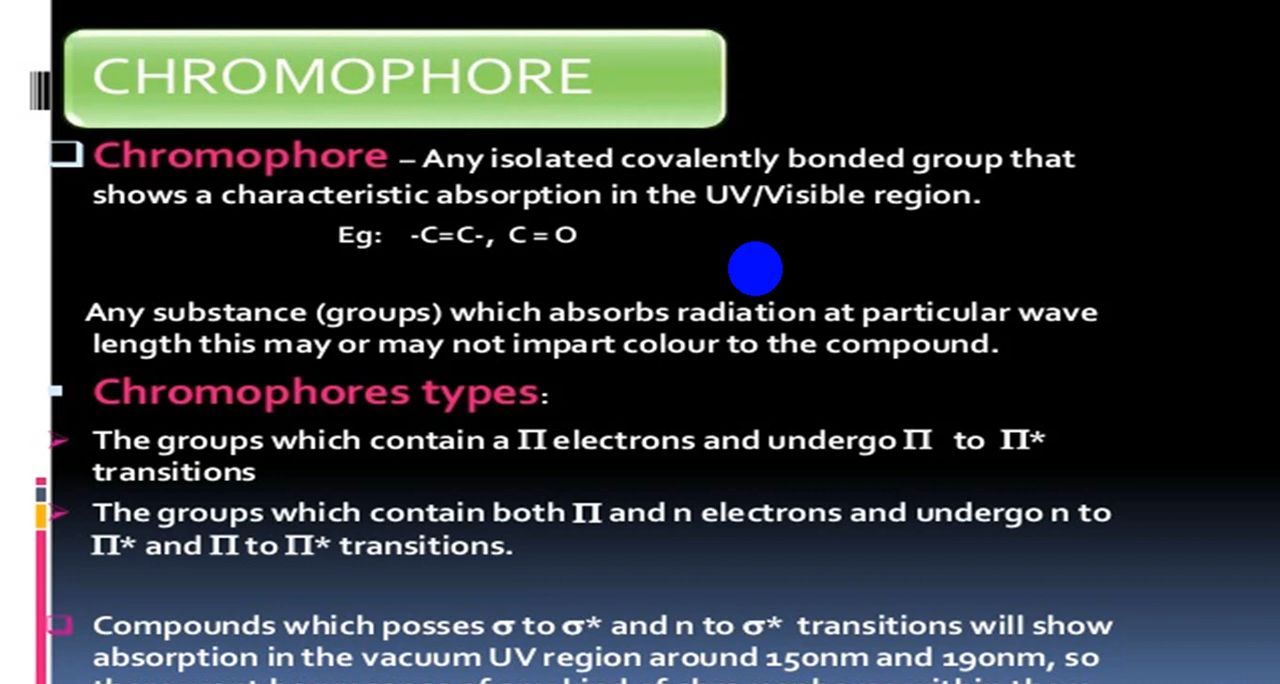 CHROMOPHORE
Chromophore – Any isolated covalently bonded group that
shows a characteristic absorption in the UV/Visible region.
Eg: -C=C-, C = O
Any substance (groups) which absorbs radiation at particular wave
length this may or may not impart colour to the compound.
Chromophores types:
The groups which contain a Π electrons and undergo Π to Π*
transitions
The groups which contain both Π and n electrons and undergo n to
Π* and Π to Π* transitions.
Compounds which posses σ to σ* and n to σ* transitions will show
absorption in the vacuum UV region around 150nm and 190nm, so